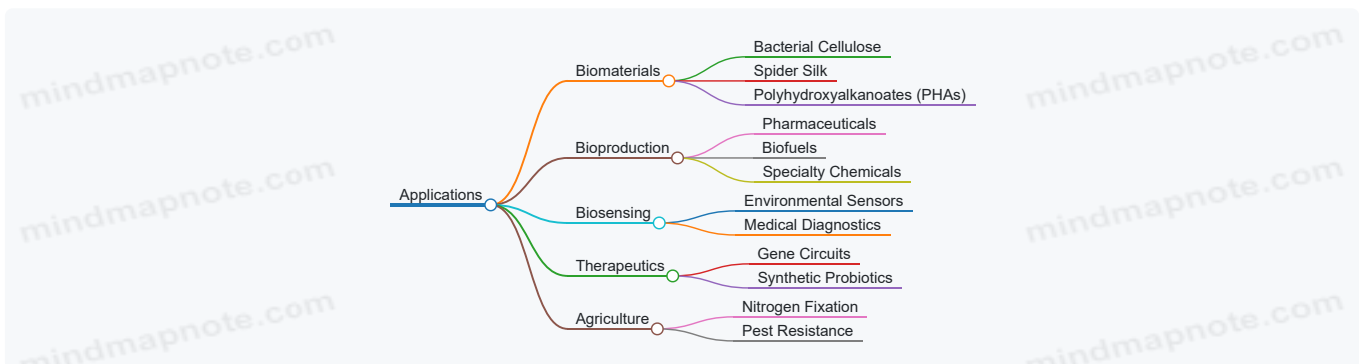 mindmapnote.com
mindmapnote.com
Bacterial Cellulose
Biomaterials
Spider Silk
Polyhydroxyalkanoates (PHAs)
Pharmaceuticals
Bioproduction
Biofuels
Specialty Chemicals
mindmapnote.com
mindmapnote.com
Applications
Environmental Sensors
Biosensing
Medical Diagnostics
Gene Circuits
Therapeutics
Synthetic Probiotics
Nitrogen Fixation
Agriculture
Pest Resistance
mindmapnote.com
mindmapnote.com